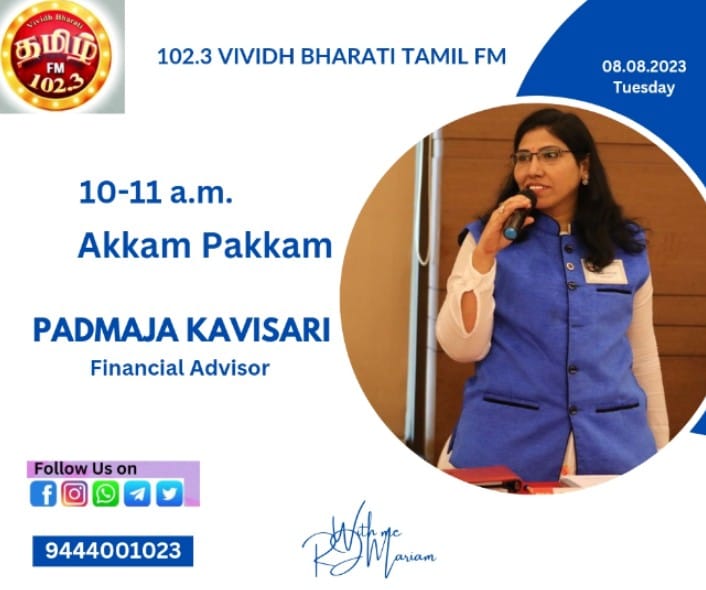 Vividh Bharati
தமிழ்
FM
102.3
102.3 VIVIDH BHARATI TAMIL FM
08.08.2023
Tuesday
10-11 a.m.
Akkam Pakkam
PADMAJA KAVISARI
Financial Advisor
Follow Us on
9444001023
With me
RJ Mariam